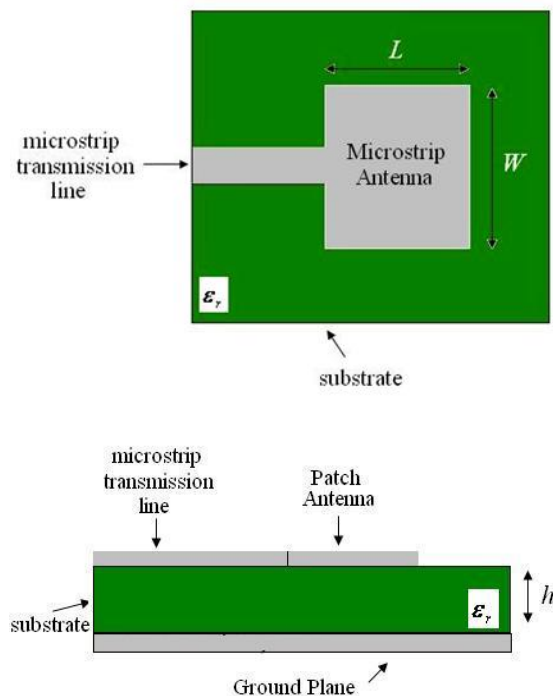 L
microstrip
transmission
line
Microstrip
Antenna
W
εr
substrate
microstrip
transmission
line
Patch
Antenna
h
substrate
εr
Ground Plane